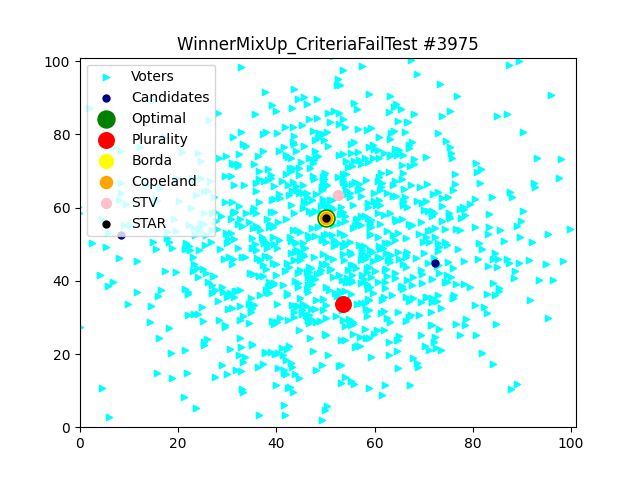 WinnerMixUp_CriteriaFailTest #3975
100
80
60
40
20
0
Voters
Candidates
Optimal
Plurality
Borda
Copeland
STV
STAR
0 20 40 60 80 100